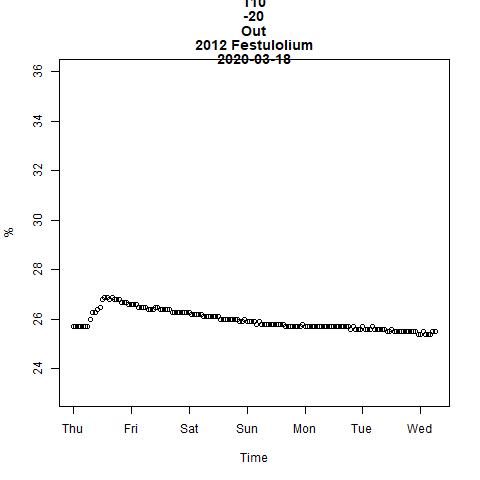 110
-20
Out
2012 Festulolium
2020-03-18
36
34
32
30
28
26
24
%
Thu Fri Sat Sun Mon Tue Wed
Time